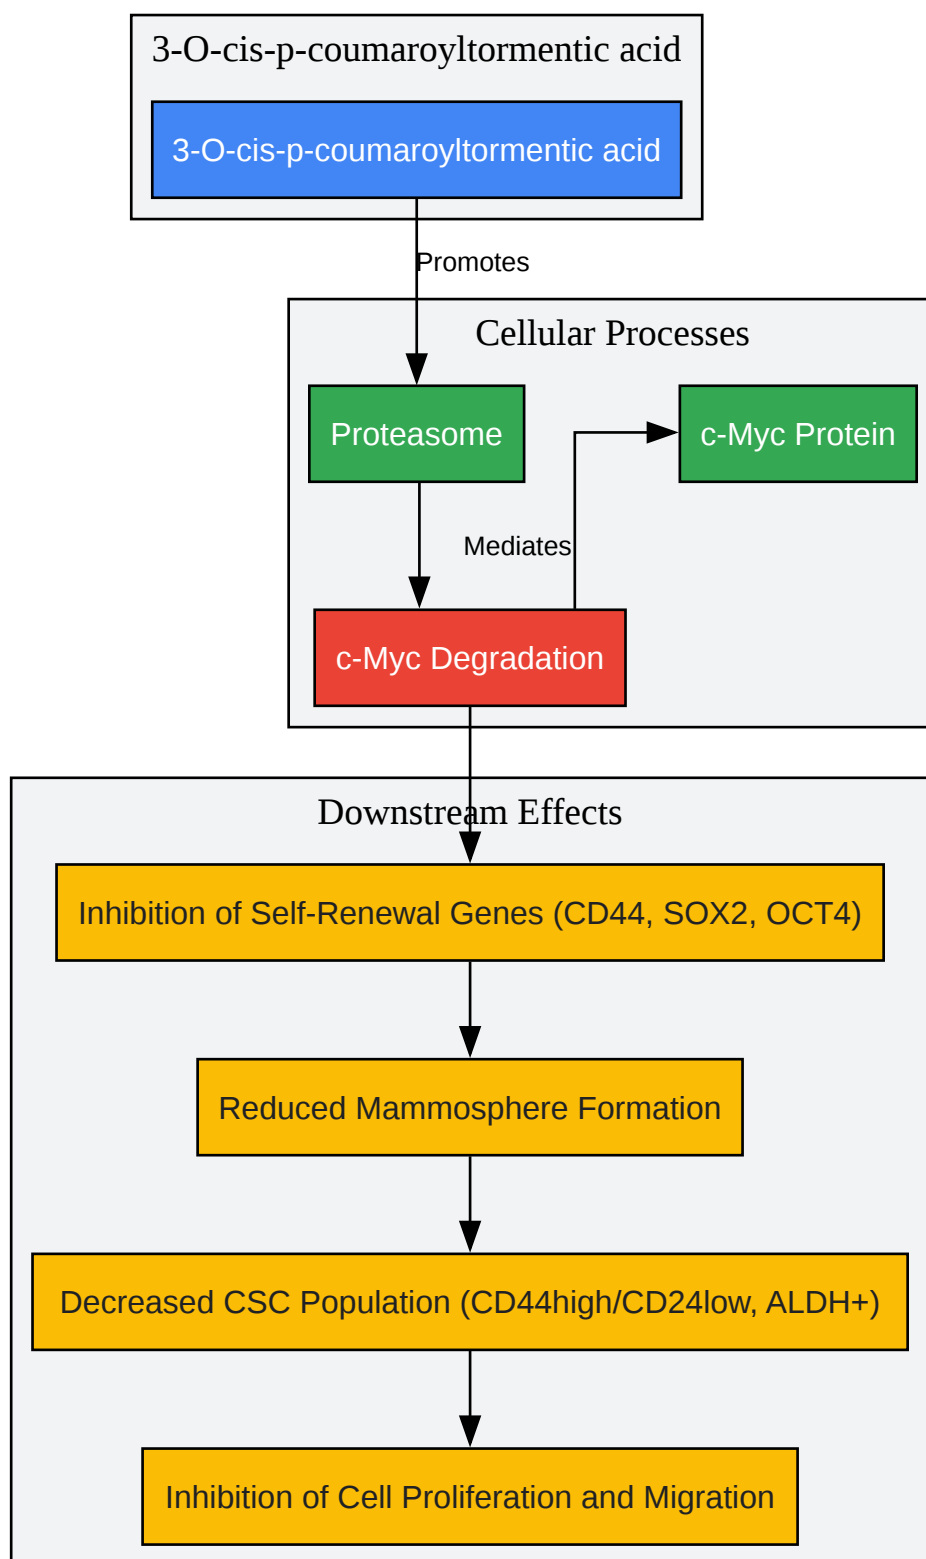 3-O-cis-p-coumaroyltormentic acid
3-O-cis-p-coumaroyltormentic acid
Promotes
Cellular Processes
Proteasome
c-Myc Protein
Mediates
c-Myc Degradation
Downstream Effects
Inhibition of Self-Renewal Genes (CD44, SOX2, OCT4)
Reduced Mammosphere Formation
Decreased CSC Population (CD44high/CD24low, ALDH+)
Inhibition of Cell Proliferation and Migration